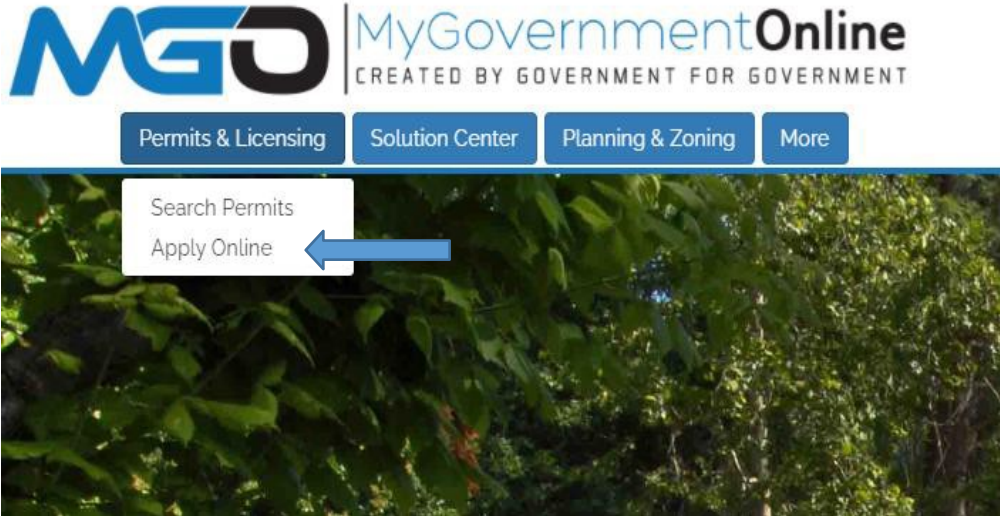 MGO
MyGovernmentOnline
CREATED BY GOVERNMENT FOR GOVERNMENT
Permits & Licensing Solution Center Planning & Zoning More
Search Permits
Apply Online